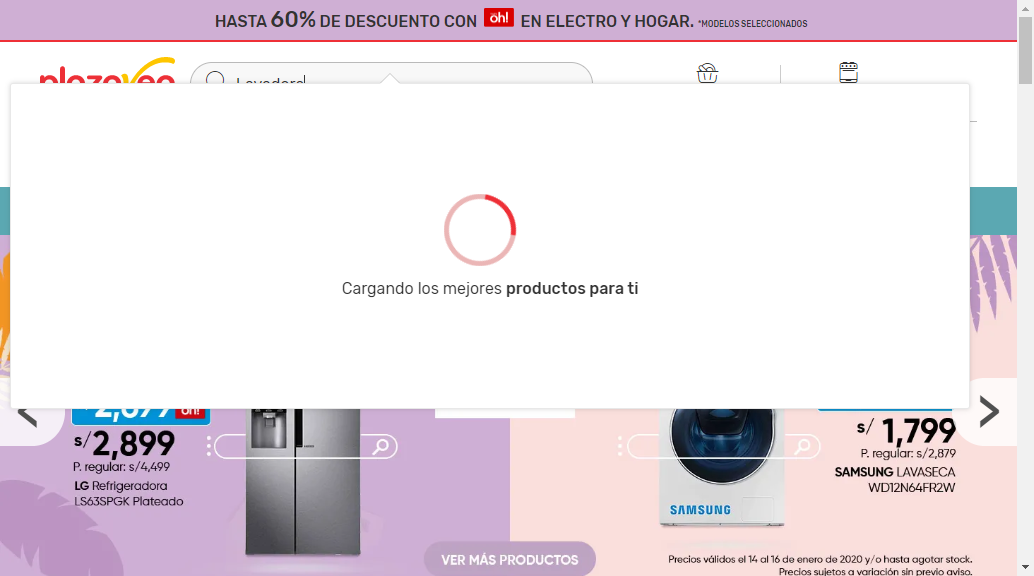 HASTA 60% DE DESCUENTO CON oh! EN ELECTRO Y HOGAR. *MODELOS SELECCIONADOS
plazavea
Lavadora
Cargando los mejores productos para ti
oh!
S/ 2,899
P. regular: s/4,499
LG Refrigeradora
LS63SPGK Plateado
S/ 1,799
P. regular: s/2,879
SAMSUNG LAVASECA
WD12N64FR2W
SAMSUNG
VER MÁS PRODUCTOS
Precios válidos el 14 al 16 de enero de 2020 y/o hasta agotar stock.
Precios sujetos a variación sin previo aviso.